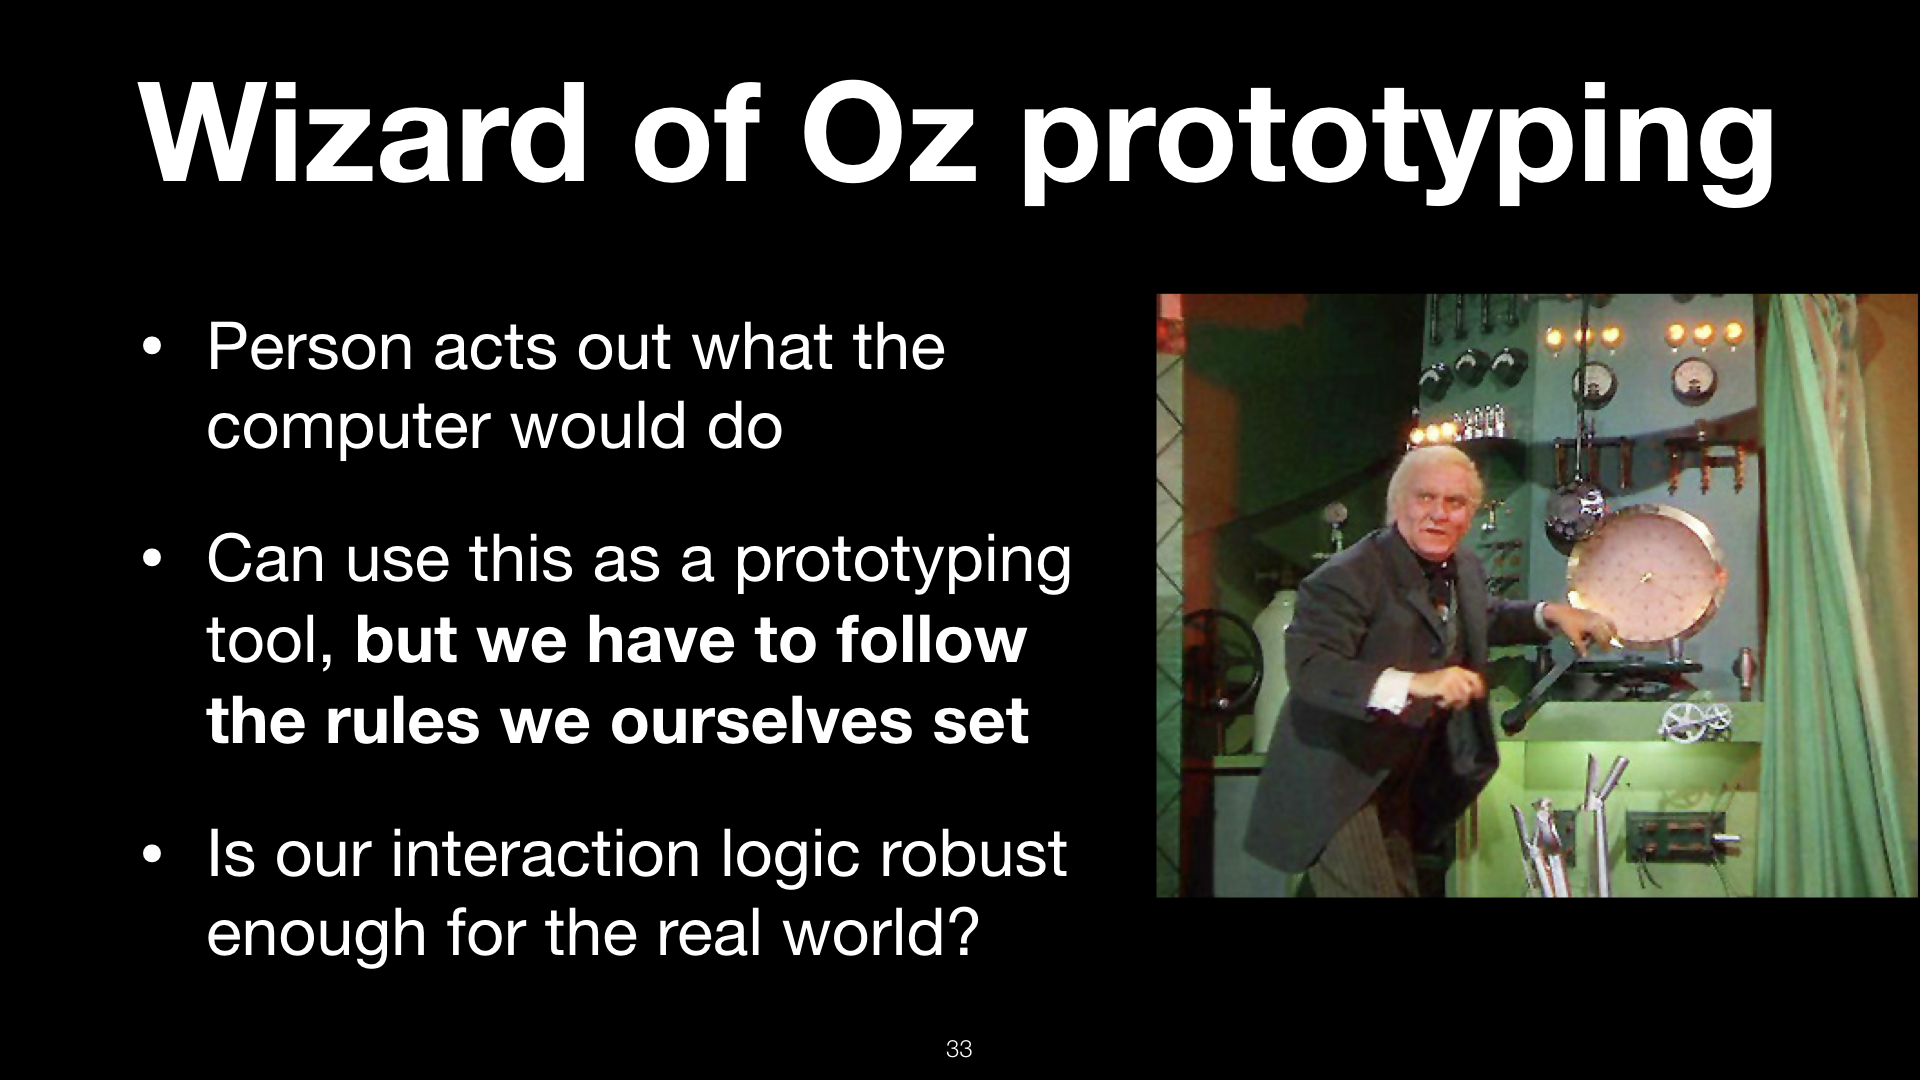 Wizard of Oz prototyping
• Person acts out what the
computer would do
• Can use this as a prototyping
tool, but we have to follow
the rules we ourselves set
• Is our interaction logic robust
enough for the real world?
33